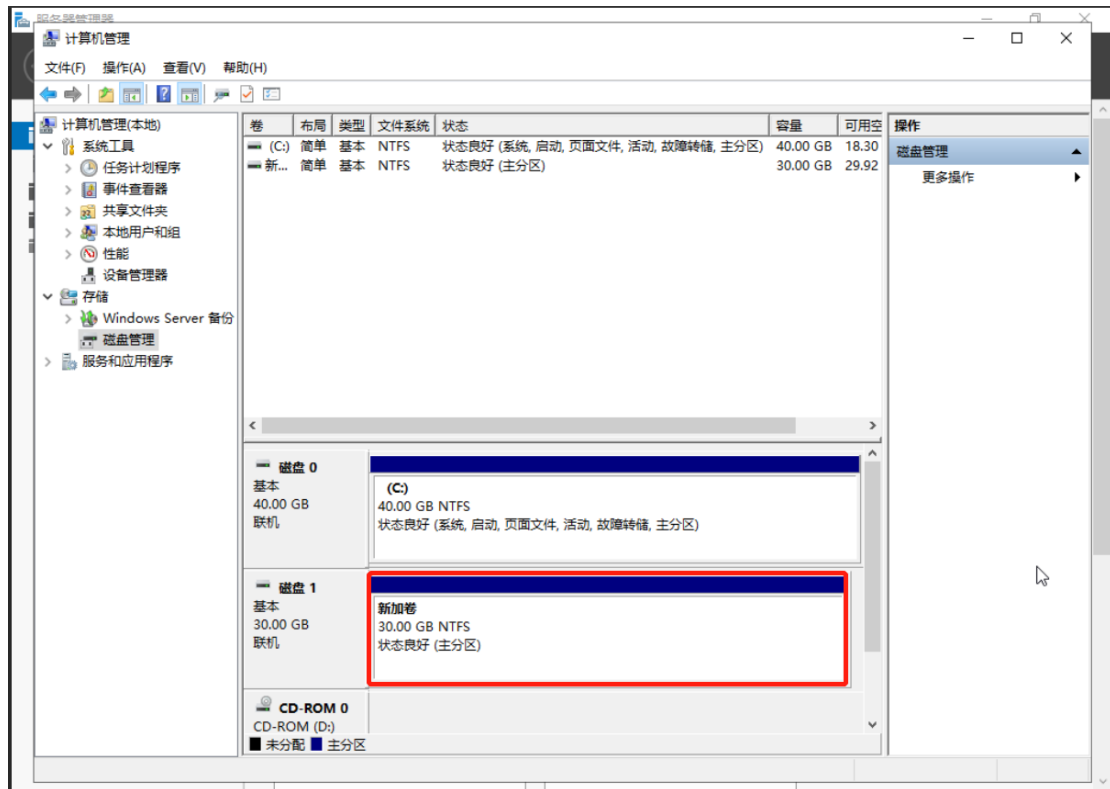 服务器管理器
计算机管理
文件(F) 操作(A) 查看(V) 帮助(H)
计算机管理(本地)
系统工具
任务计划程序
事件查看器
共享文件夹
本地用户和组
性能
设备管理器
存储
Windows Server 备份
磁盘管理
服务和应用程序
卷 布局 类型 文件系统 状态 容量 可用空
(C:) 简单 基本 NTFS 状态良好 (系统, 启动, 页面文件, 活动, 故障转储, 主分区) 40.00 GB 18.30
新... 简单 基本 NTFS 状态良好 (主分区) 30.00 GB 29.92
磁盘 0
基本
40.00 GB
联机
(C:)
40.00 GB NTFS
状态良好 (系统, 启动, 页面文件, 活动, 故障转储, 主分区)
磁盘 1
基本
30.00 GB
联机
新加卷
30.00 GB NTFS
状态良好 (主分区)
CD-ROM 0
CD-ROM (D:)
未分配 主分区
操作
磁盘管理
更多操作